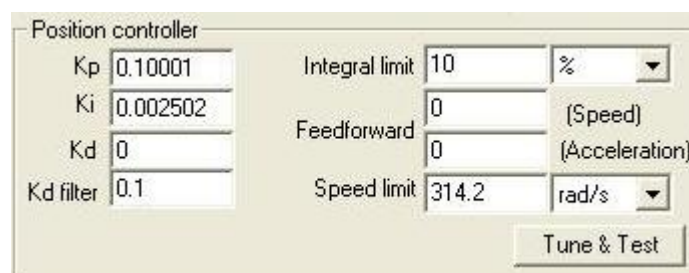 Position controller
Kp 0.10001 Integral limit 10 %
Ki 0.002502 Feedforward 0 (Speed)
Kd 0 0 (Acceleration)
Kd filter 0.1 Speed limit 314.2 rad/s
Tune & Test